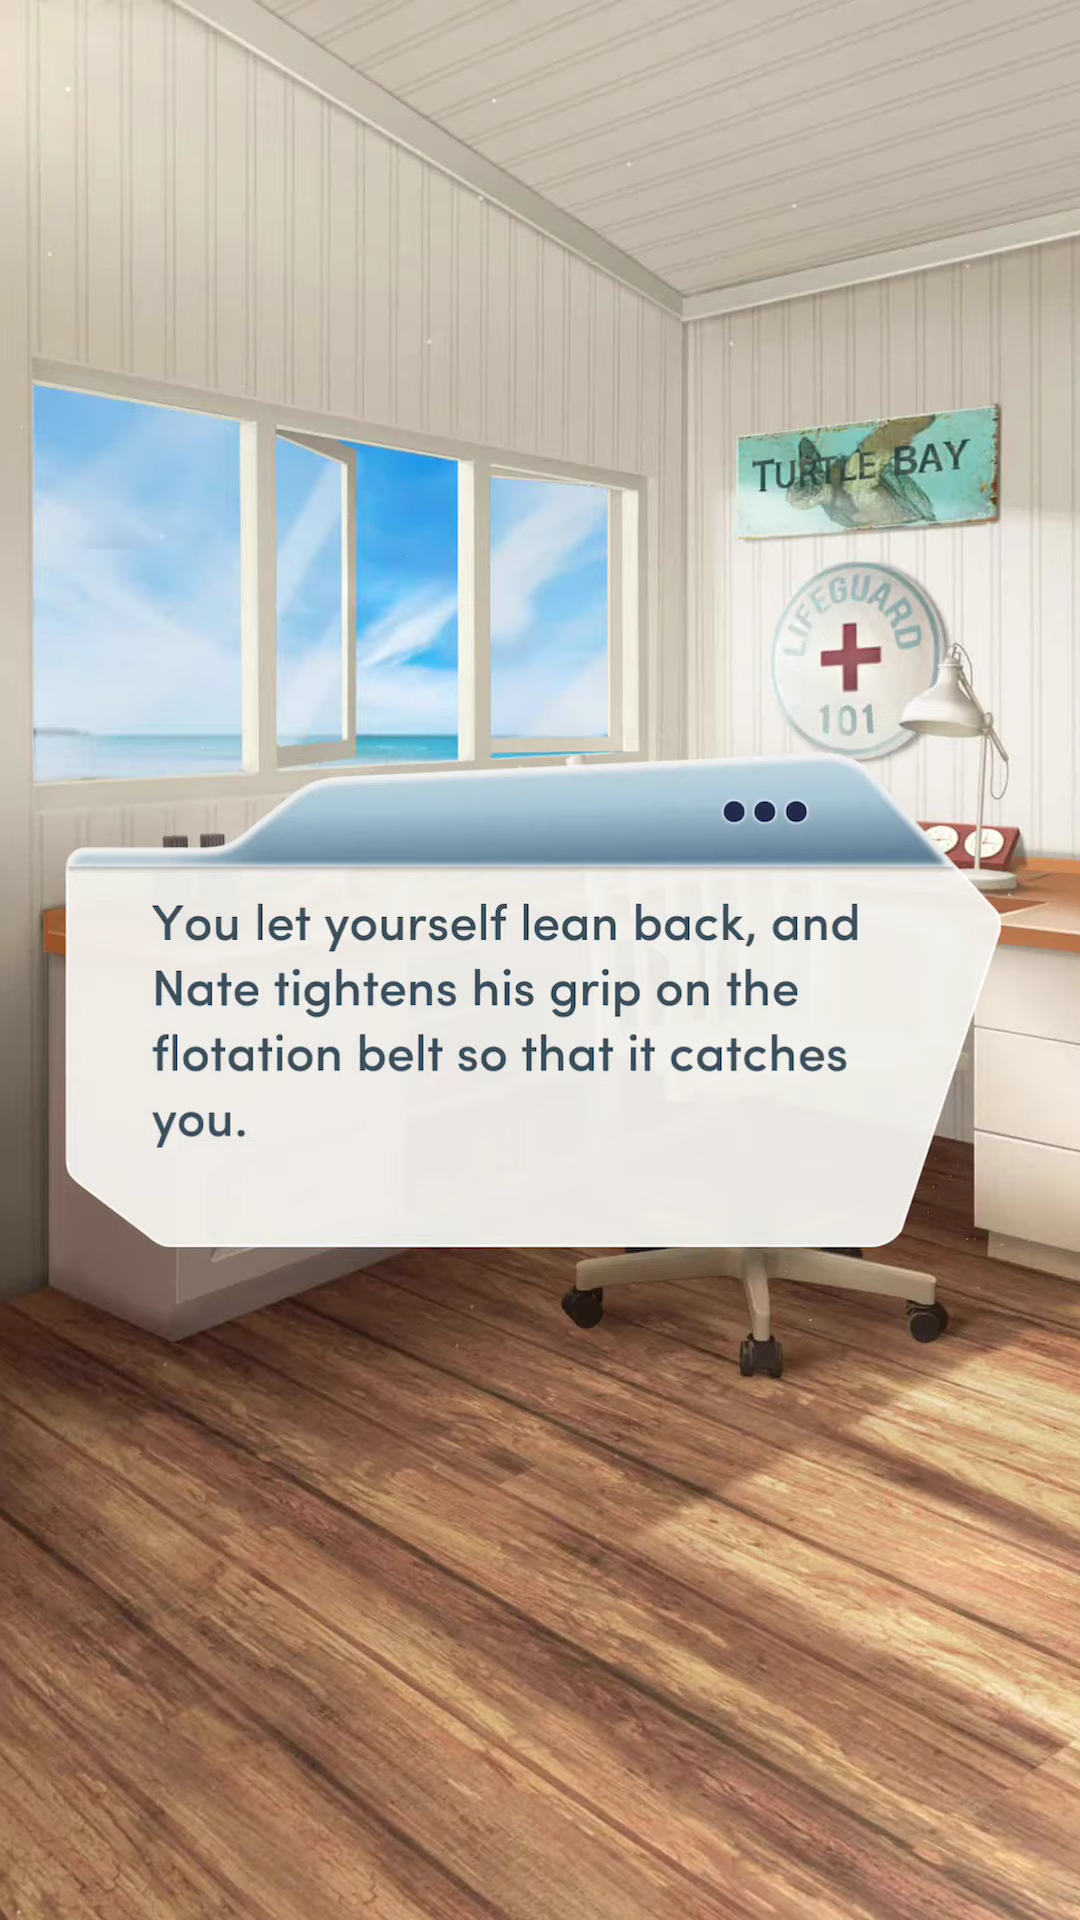 TURTLE BAY
LIFEGUARD
101
You let yourself lean back, and
Nate tightens his grip on the
flotation belt so that it catches
you.